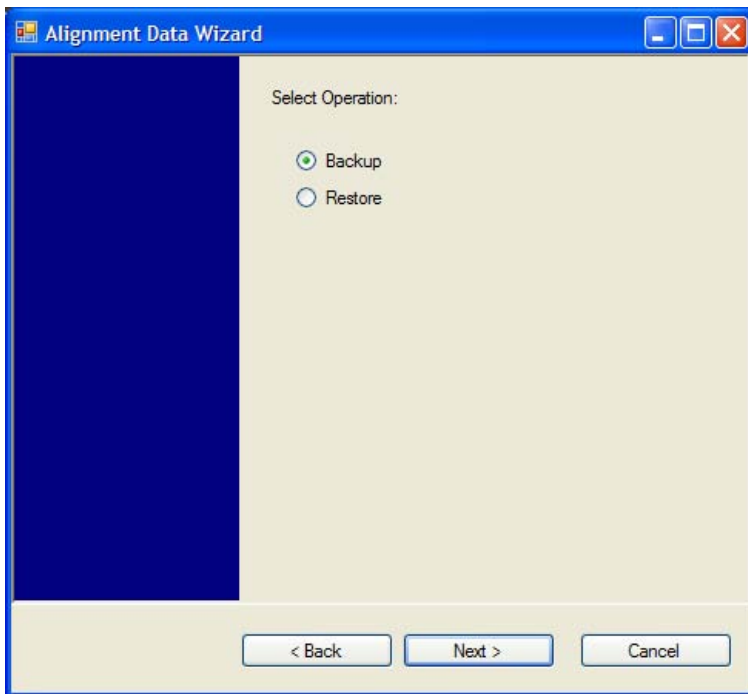 Alignment Data Wizard
Select Operation:
Backup
Restore
< Back Next > Cancel